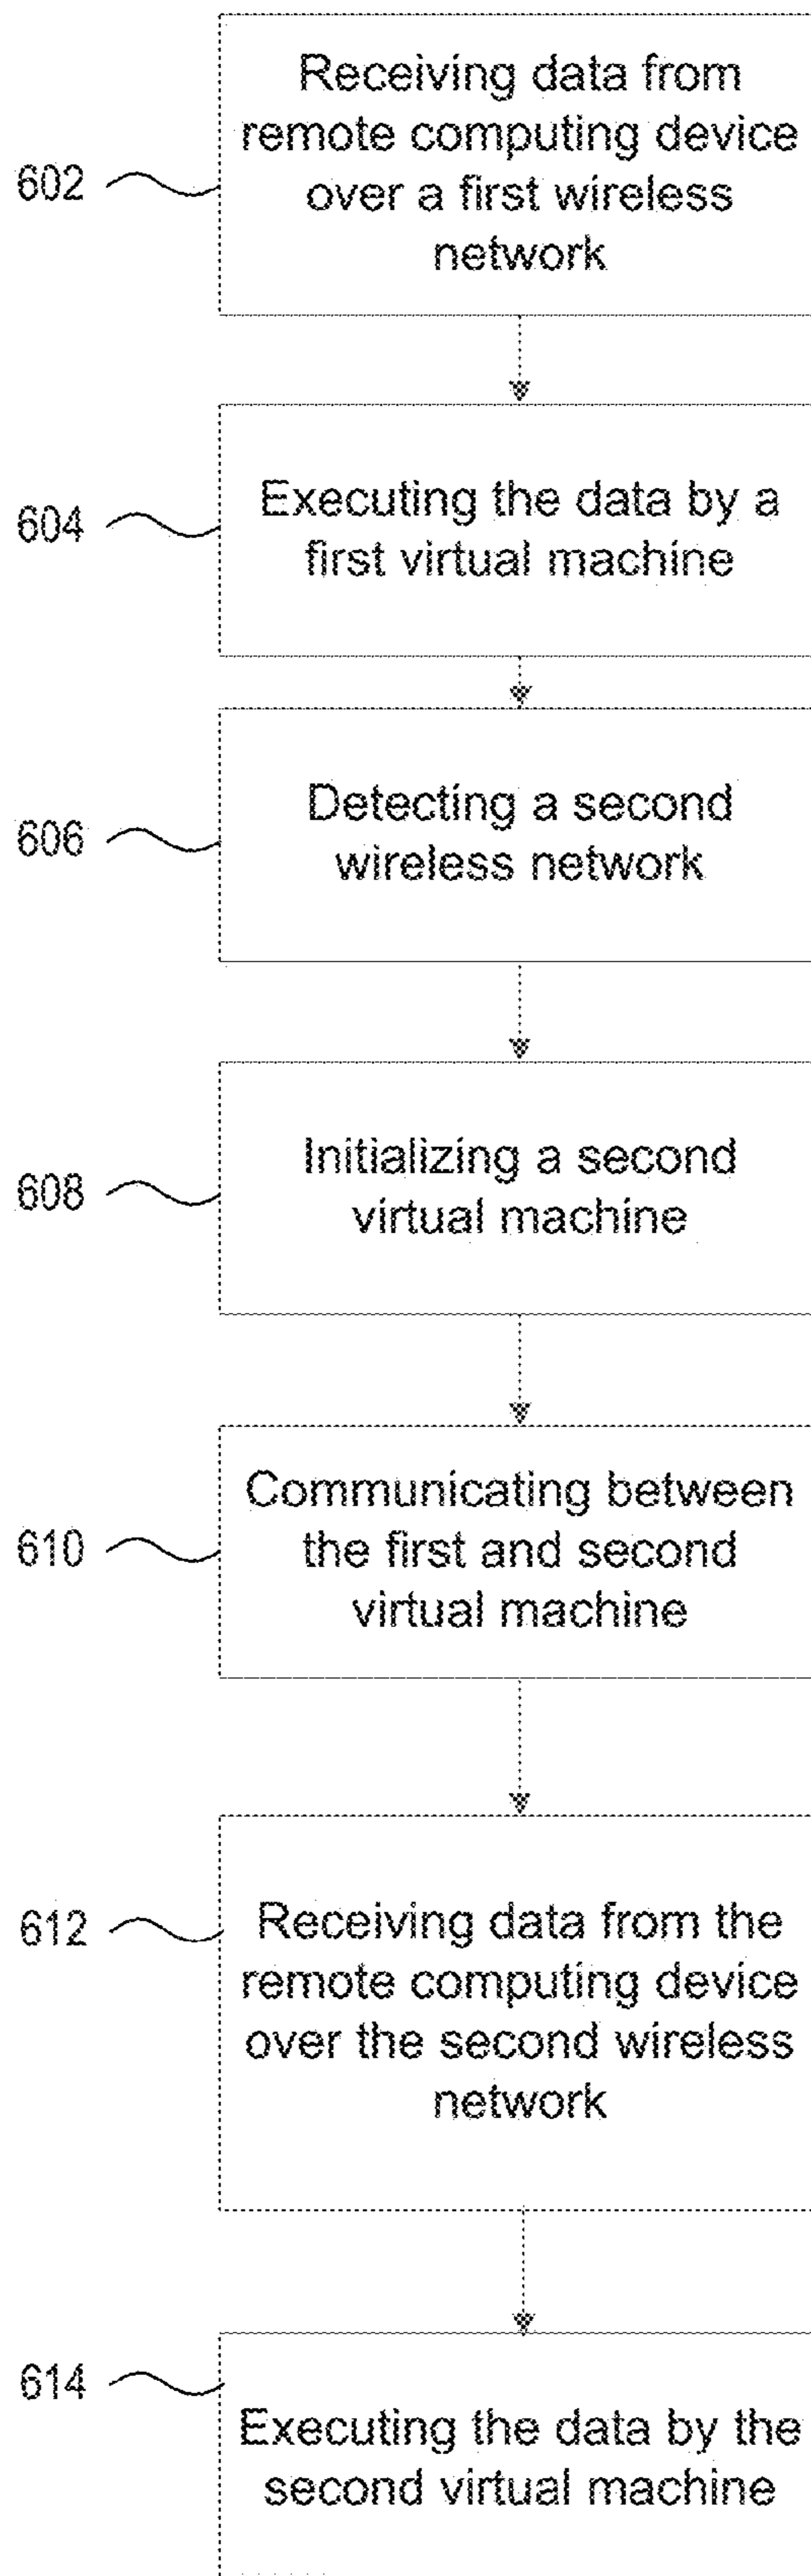 Receiving data from
remote computing device
602
over a first wireless
network
Executing the data by a
604
first virtual machine
Detecting a second
606
wireless network
Initializing a second
608
virtual machine
Communicating between
610
the first and second
virtual machine
612
Receiving data from the
remote computing device
over the second wireless
network
614
Executing the data by the
second virtual machine